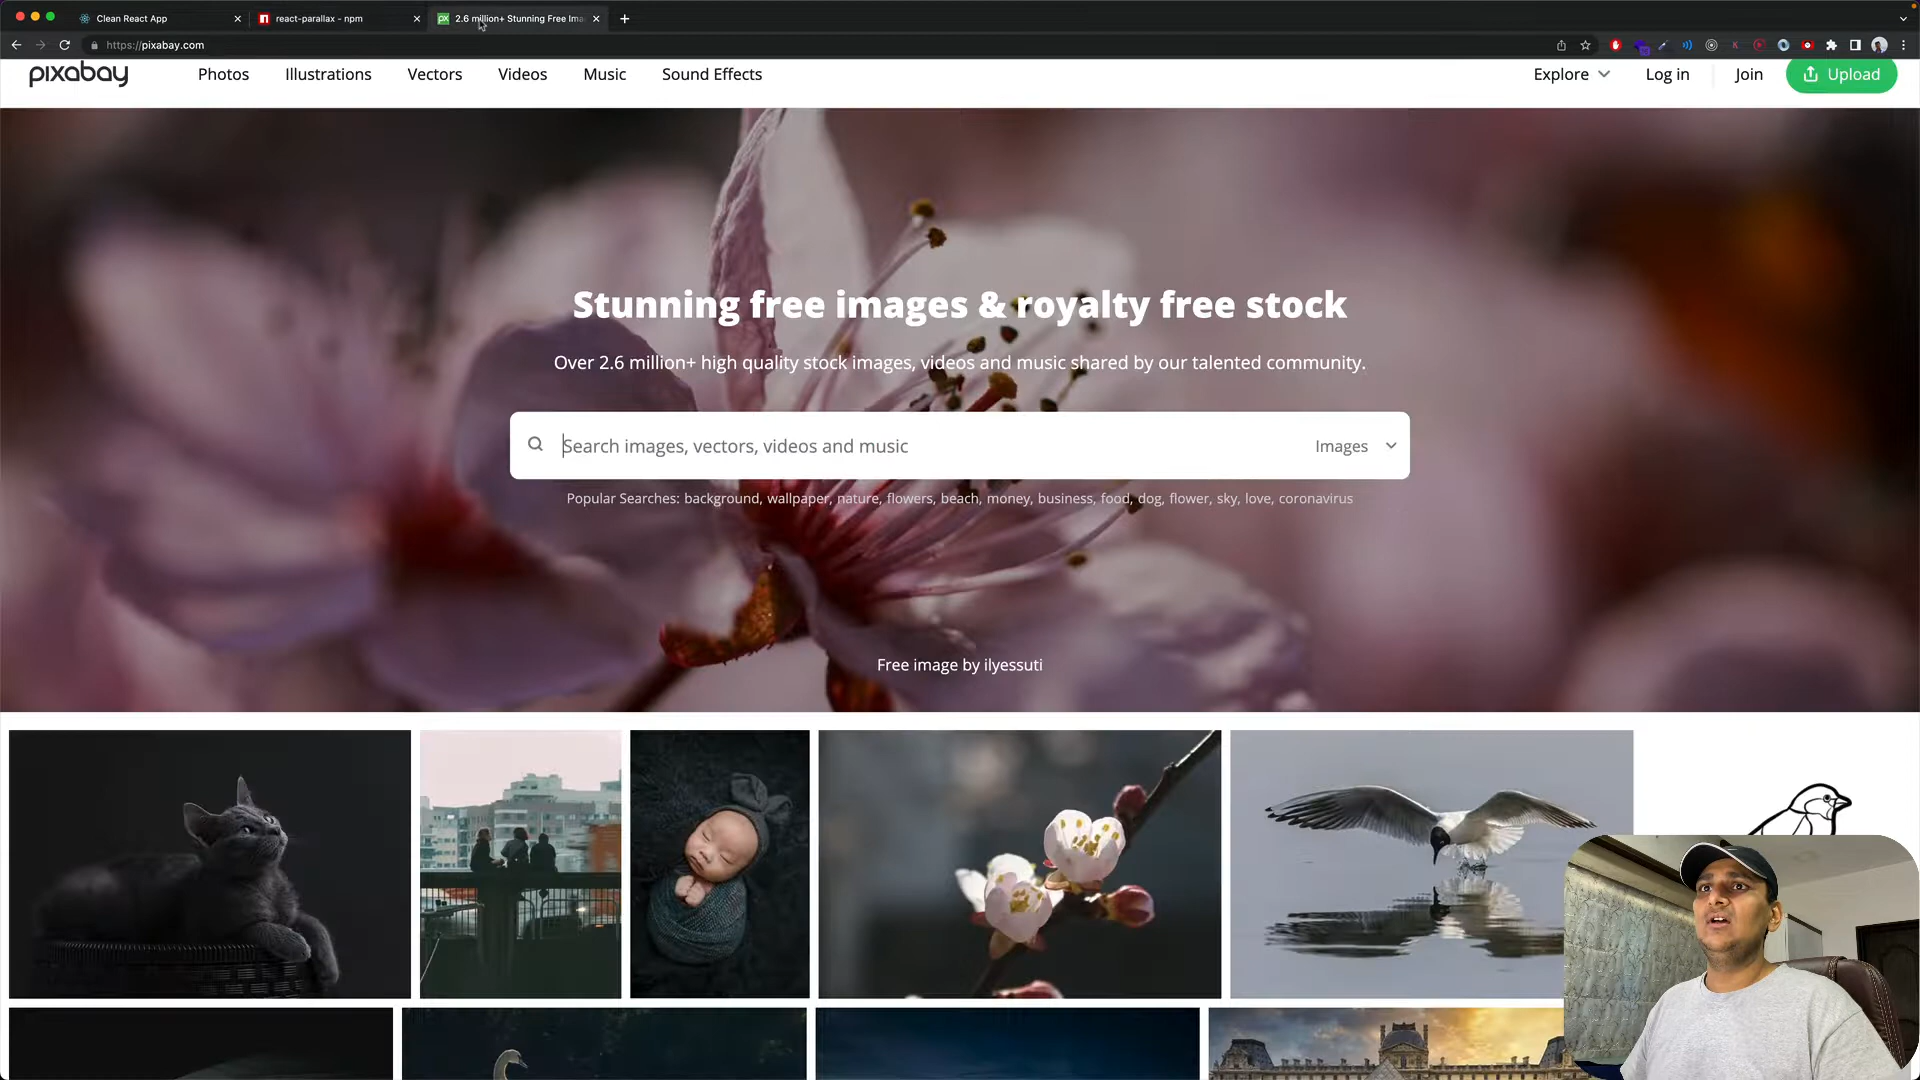 Clean React App
react-parallax - npm
2.6 million+ Stunning Free Ima
https://pixabay.com
pixabay
Photos
Illustrations
Vectors
Videos
Music
Sound Effects
Explore
Log in
Join
Upload
Stunning free images & royalty free stock
Over 2.6 million+ high quality stock images, videos and music shared by our talented community.
Search images, vectors, videos and music
Images
Popular Searches: background, wallpaper, nature, flowers, beach, money, business, food, dog, flower, sky, love, coronavirus
Free image by ilyessuti